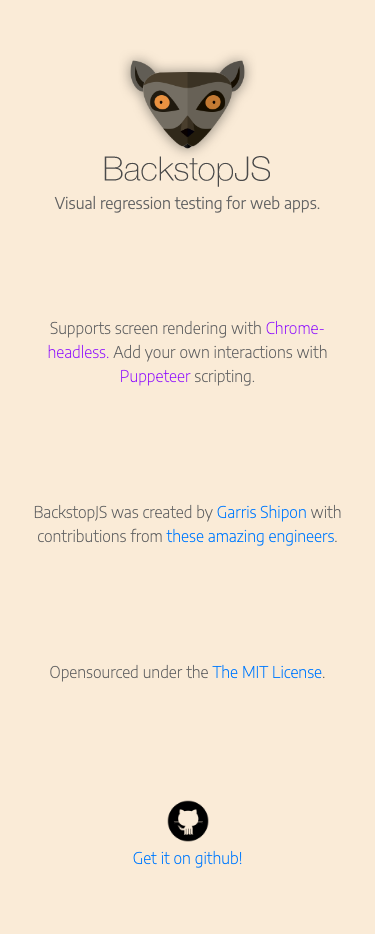 BackstopJS
Visual regression testing for web apps.
Supports screen rendering with Chrome-
headless. Add your own interactions with
Puppeteer scripting.
BackstopJS was created by Garris Shipon with
contributions from these amazing engineers.
Opensourced under the The MIT License.
Get it on github!